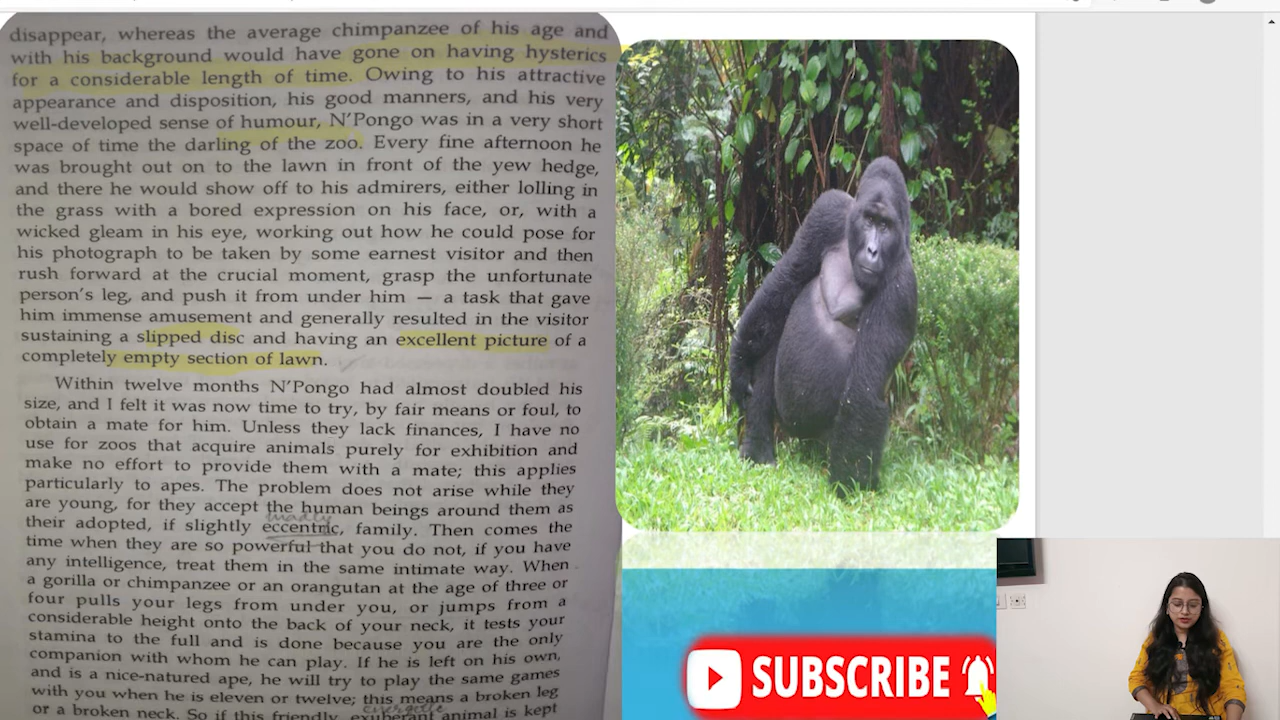 disappear, whereas the average chimpanzee of his age and
with his background would have gone on having hysterics
for a considerable length of time. Owing to his attractive
appearance and disposition, his good manners, and his very
well-developed sense of humour, N'Pongo was in a very short
space of time the darling of the zoo. Every fine afternoon he
was brought out on to the lawn in front of the yew hedge,
and there he would show off to his admirers, either lolling in
the grass with a bored expression on his face, or, with a
wicked gleam in his eye, working out how he could pose for
his photograph to be taken by some earnest visitor and then
rush forward at the crucial moment, grasp the unfortunate
person's leg, and push it from under him — a task that gave
him immense amusement and generally resulted in the visitor
sustaining a slipped disc and having an excellent picture of a
completely empty section of lawn.
Within twelve months N'Pongo had almost doubled his
size, and I felt it was now time to try, by fair means or foul, to
obtain a mate for him. Unless they lack finances, I have no
use for zoos that acquire animals purely for exhibition and
make no effort to provide them with a mate; this applies
particularly to apes. The problem does not arise while they
are young, for they accept the human beings around them as
madly
their adopted, if slightly eccentric, family. Then comes the
time when they are so powerful that you do not, if you have
any intelligence, treat them in the same intimate way. When
a gorilla or chimpanzee or an orangutan at the age of three or
four pulls your legs from under you, or jumps from a
considerable height onto the back of your neck, it tests your
stamina to the full and is done because you are the only
companion with whom he can play. If he is left on his own,
and is a nice-natured ape, he will try to play the same games
with you when he is eleven or twelve; this means a broken leg
energetic
or a broken neck. So if this friendly, exuberant animal is kept
SUBSCRIBE